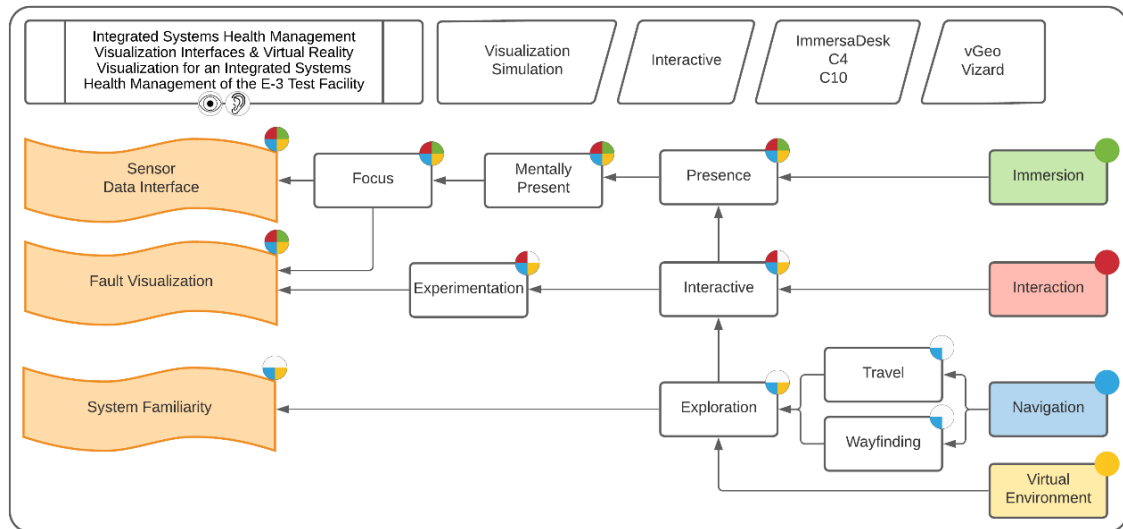 Integrated Systems Health Management
Visualization Interfaces & Virtual Reality
Visualization for an Integrated Systems
Health Management of the E-3 Test Facility
Visualization
Simulation
Interactive
ImmersaDesk
C4
C10
vGeo
Vizard
Sensor
Data Interface
Focus
Mentally
Present
Presence
Immersion
Fault Visualization
Experimentation
Interactive
Interaction
System Familiarity
Exploration
Travel
Wayfinding
Navigation
Virtual
Environment